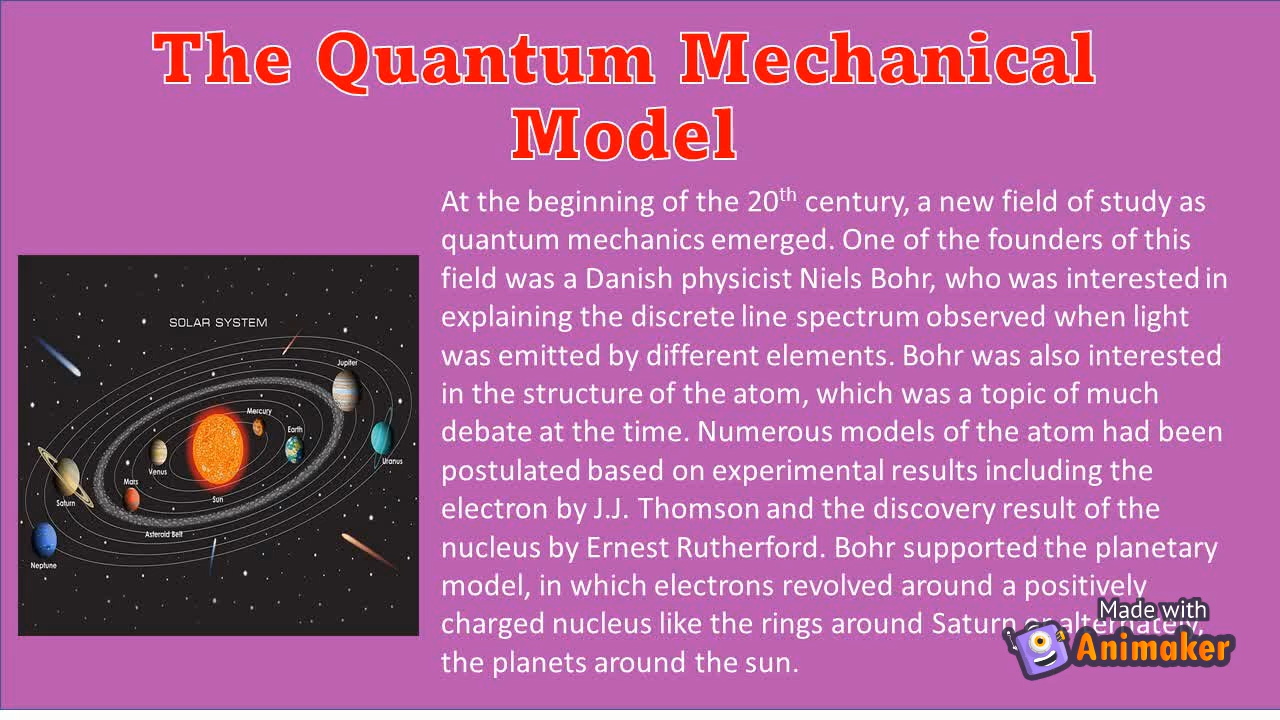 The Quantum Mechanical
Model
At the beginning of the 20th century, a new field of study as
quantum mechanics emerged. One of the founders of this
field was a Danish physicist Niels Bohr, who was interested in
explaining the discrete line spectrum observed when light
was emitted by different elements. Bohr was also interested
in the structure of the atom, which was a topic of much
debate at the time. Numerous models of the atom had been
postulated based on experimental results including the
electron by J.J. Thomson and the discovery result of the
nucleus by Ernest Rutherford. Bohr supported the planetary
model, in which electrons revolved around a positively
charged nucleus like the rings around Saturn or alternately,
the planets around the sun.
SOLAR SYSTEM
Jupiter
Mercury
Earth
Uranus
Venus
Mars
Sun
Saturn
Asteroid Belt
Neptune
Made with
Animaker